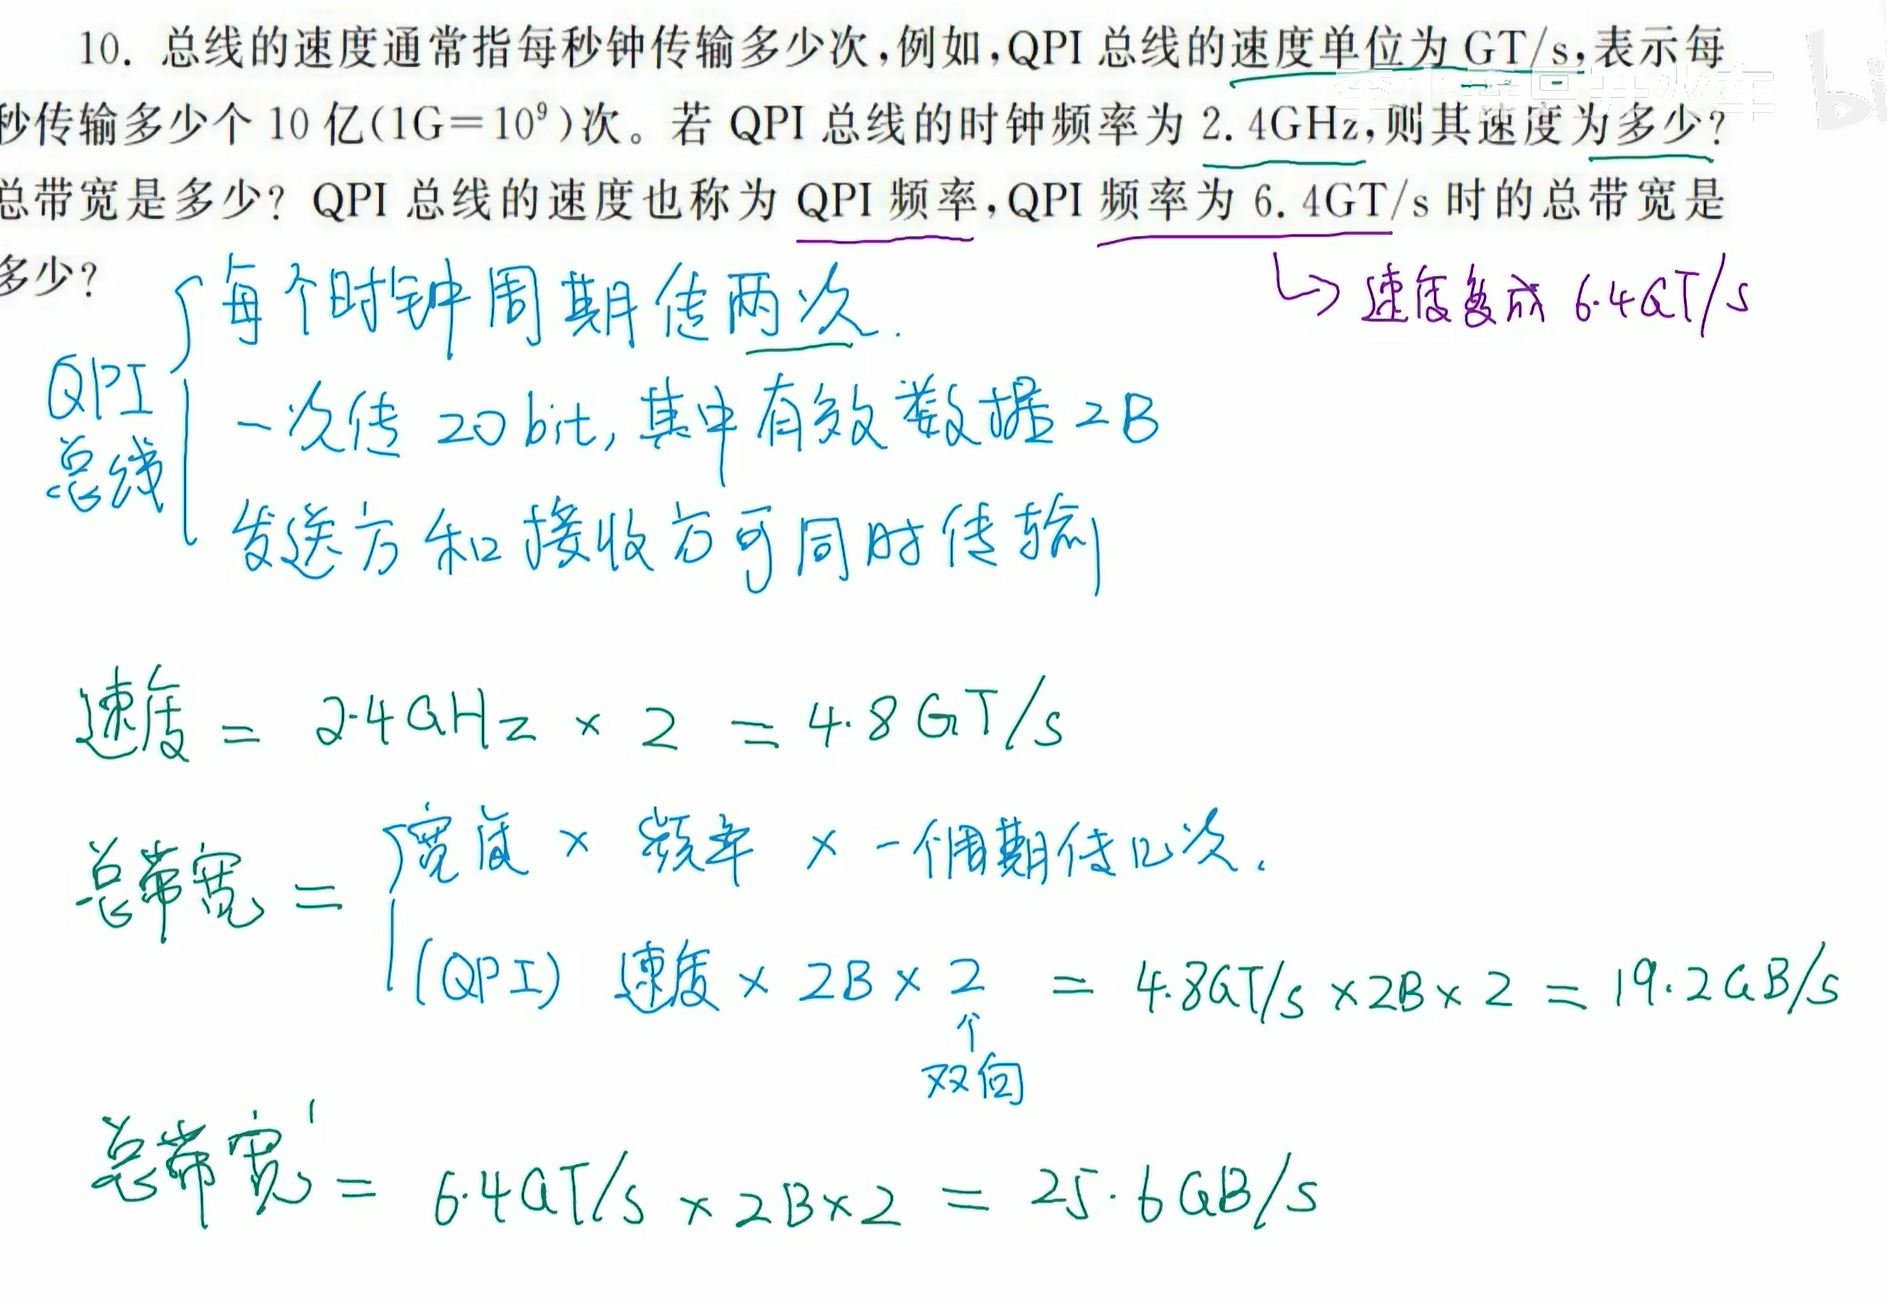 10. 总线的速度通常指每秒钟传输多少次,例如,QPI 总线的速度单位为 GT/s,表示每
秒传输多少个 10 亿(1G=10⁹)次。若 QPI 总线的时钟频率为 2.4GHz,则其速度为多少?
总带宽是多少? QPI 总线的速度也称为 QPI 频率,QPI 频率为 6.4GT/s 时的总带宽是
多少?
↳ 速度变成 6.4GT/s
QPI 总线
每个时钟周期传两次.
一次传 20 bit, 其中有效数据 2B
发送方和接收方可同时传输
速度 = 2.4GHz × 2 = 4.8GT/s
总带宽 =
宽度 × 频率 × 一个周期传几次.
(QPI) 速度 × 2B × 2 = 4.8GT/s × 2B × 2 = 19.2GB/s
↑
双向
总带宽' = 6.4GT/s × 2B × 2 = 25.6GB/s